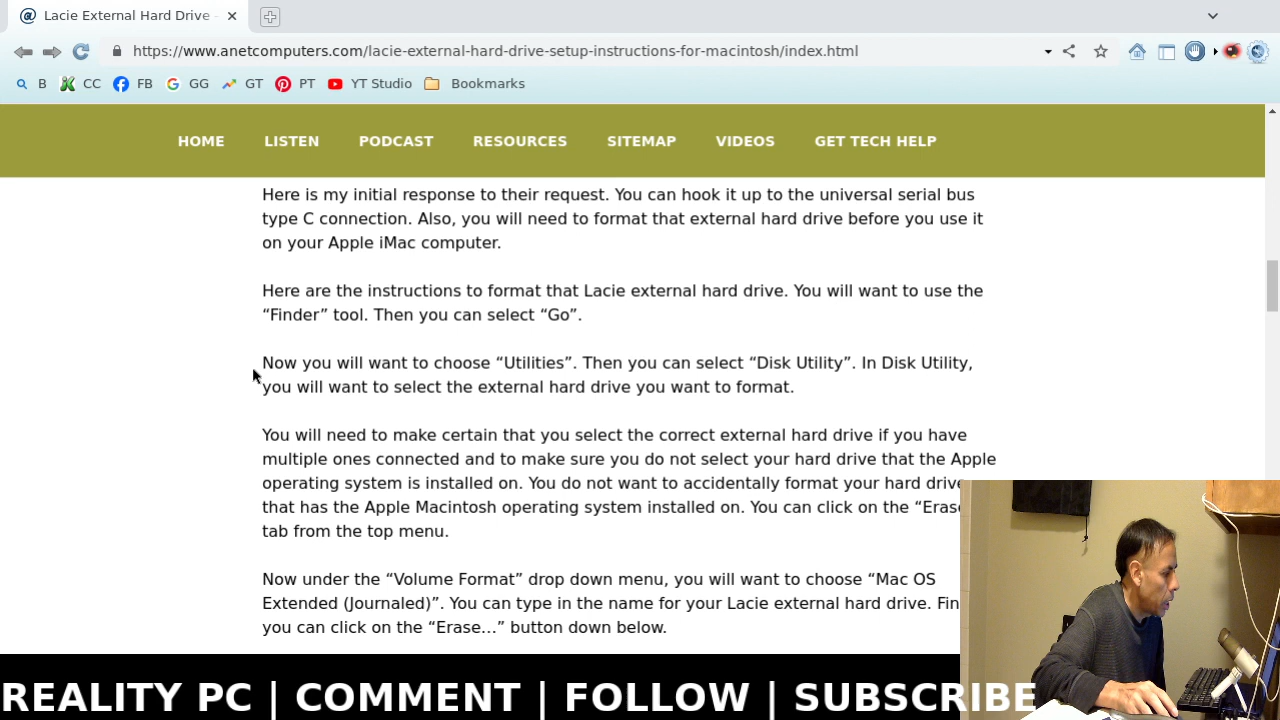 Lacie External Hard Drive -
https://www.anetcomputers.com/lacie-external-hard-drive-setup-instructions-for-macintosh/index.html
B CC FB GG GT PT YT Studio Bookmarks
HOME LISTEN PODCAST RESOURCES SITEMAP VIDEOS GET TECH HELP
Here is my initial response to their request. You can hook it up to the universal serial bus
type C connection. Also, you will need to format that external hard drive before you use it
on your Apple iMac computer.
Here are the instructions to format that Lacie external hard drive. You will want to use the
“Finder” tool. Then you can select “Go”.
Now you will want to choose “Utilities”. Then you can select “Disk Utility”. In Disk Utility,
you will want to select the external hard drive you want to format.
You will need to make certain that you select the correct external hard drive if you have
multiple ones connected and to make sure you do not select your hard drive that the Apple
operating system is installed on. You do not want to accidentally format your hard drive
that has the Apple Macintosh operating system installed on. You can click on the “Eras
tab from the top menu.
Now under the “Volume Format” drop down menu, you will want to choose “Mac OS
Extended (Journaled)”. You can type in the name for your Lacie external hard drive. Fin
you can click on the “Erase...” button down below.
REALITY PC | COMMENT | FOLLOW | SUBSCRIBE